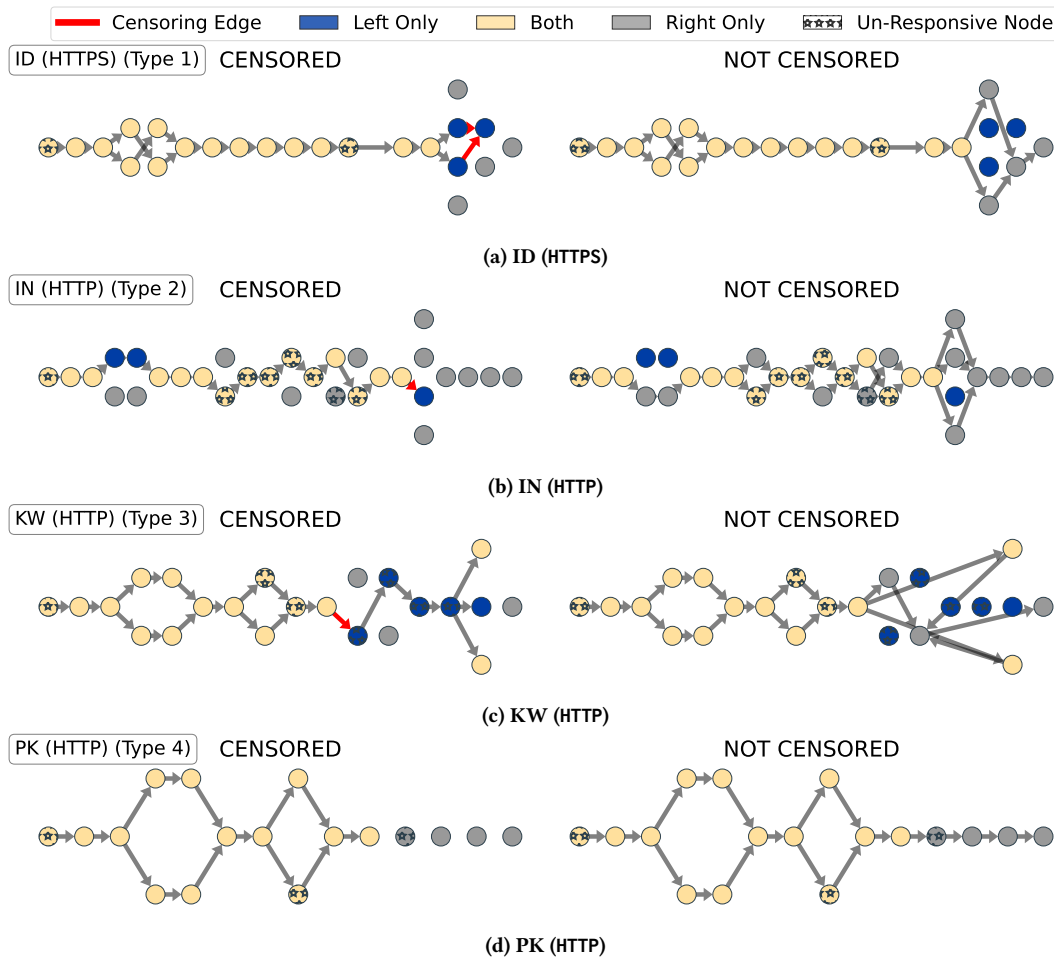 Censoring Edge Left Only Both Right Only Un-Responsive Node
ID (HTTPS) (Type 1) CENSORED NOT CENSORED
(a) ID (HTTPS)
IN (HTTP) (Type 2) CENSORED NOT CENSORED
(b) IN (HTTP)
KW (HTTP) (Type 3) CENSORED NOT CENSORED
(c) KW (HTTP)
PK (HTTP) (Type 4) CENSORED NOT CENSORED
(d) PK (HTTP)